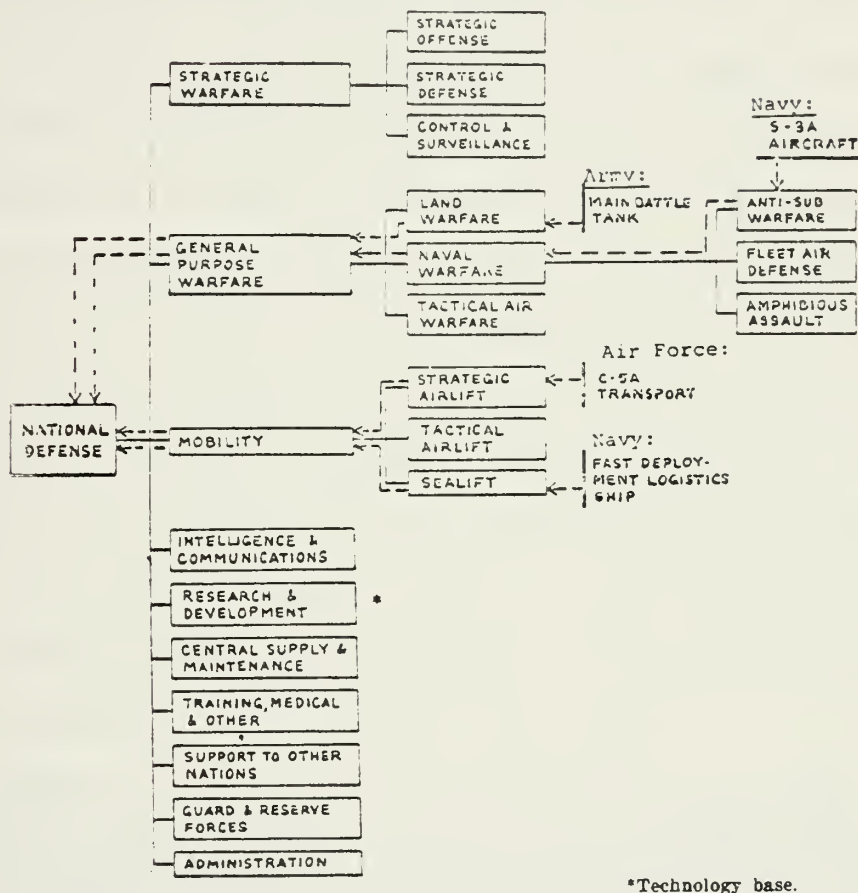 STRATEGIC
OFFENSE
STRATEGIC
WARFARE
STRATEGIC
DEFENSE
CONTROL &
SURVEILLANCE
Navy:
S-3A
AIRCRAFT
Army:
MAIN BATTLE
TANK
LAND
WARFARE
ANTI-SUB
WARFARE
GENERAL
PURPOSE
WARFARE
NAVAL
WARFARE
FLEET AIR
DEFENSE
TACTICAL AIR
WARFARE
AMPHIBIOUS
ASSAULT
Air Force:
STRATEGIC
AIRLIFT
C-5A
TRANSPORT
NATIONAL
DEFENSE
MOBILITY
TACTICAL
AIRLIFT
Navy:
SEALIFT
FAST DEPLOY-
MENT LOGISTICS
SHIP
INTELLIGENCE &
COMMUNICATIONS
RESEARCH &
DEVELOPMENT
*
CENTRAL SUPPLY &
MAINTENANCE
TRAINING, MEDICAL
& OTHER
SUPPORT TO OTHER
NATIONS
GUARD & RESERVE
FORCES
ADMINISTRATION
*Technology base.